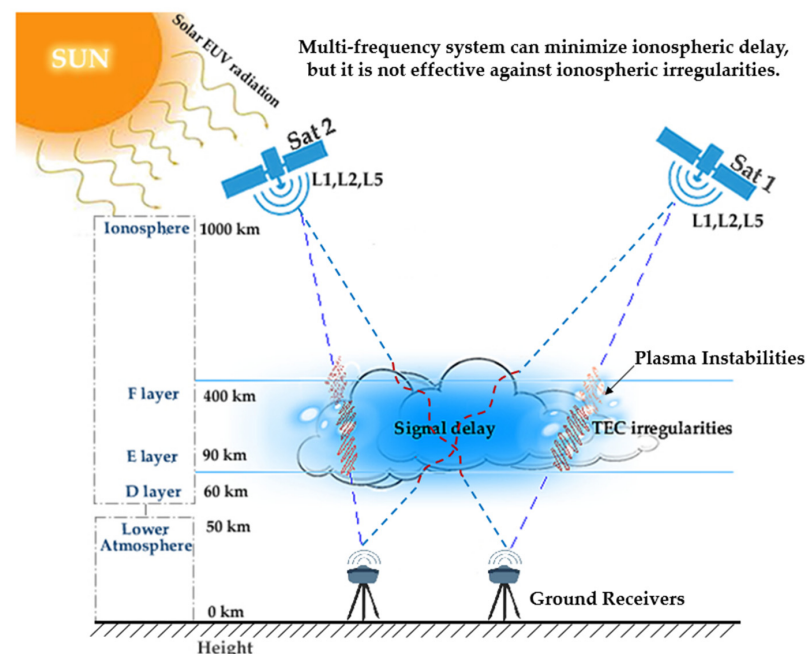 SUN
Solar EUV radiation
Multi-frequency system can minimize ionospheric delay,
but it is not effective against ionospheric irregularities.
Sat 2
L1,L2,L5
Sat 1
L1,L2,L5
Ionosphere
1000 km
Plasma Instabilities
F layer
400 km
Signal delay
TEC irregularities
E layer
90 km
D layer
60 km
Lower
Atmosphere
50 km
Ground Receivers
0 km
Height